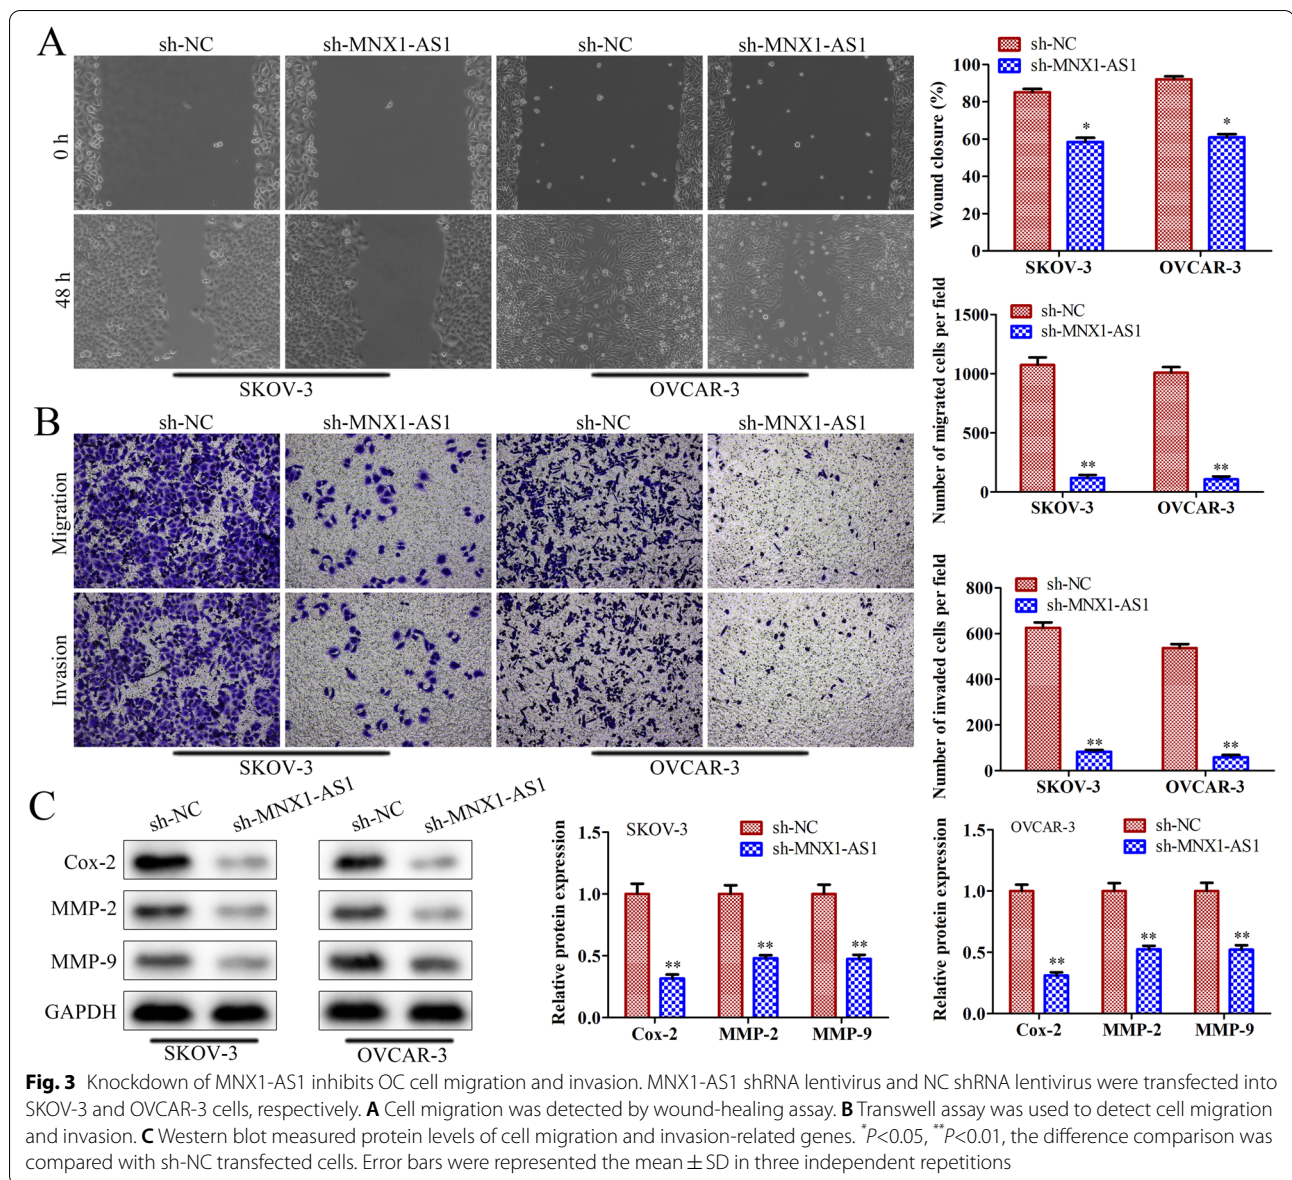 A
sh-NC
sh-MNX1-AS1
sh-NC
sh-MNX1-AS1
0 h
48 h
SKOV-3
OVCAR-3
sh-NC
sh-MNX1-AS1
Wound closure (%)
100
80
60
40
20
0
*
*
SKOV-3
OVCAR-3
sh-NC
sh-MNX1-AS1
Number of migrated cells per field
1500
1000
500
0
**
**
SKOV-3
OVCAR-3
B
sh-NC
sh-MNX1-AS1
sh-NC
sh-MNX1-AS1
Migration
Invasion
SKOV-3
OVCAR-3
sh-NC
sh-MNX1-AS1
Number of invaded cells per field
800
600
400
200
0
**
**
SKOV-3
OVCAR-3
C
sh-NC
sh-MNX1-AS1
sh-NC
sh-MNX1-AS1
Cox-2
MMP-2
MMP-9
GAPDH
SKOV-3
OVCAR-3
SKOV-3
sh-NC
sh-MNX1-AS1
Relative protein expression
1.5
1.0
0.5
0.0
**
**
**
Cox-2
MMP-2
MMP-9
OVCAR-3
sh-NC
sh-MNX1-AS1
Relative protein expression
1.5
1.0
0.5
0.0
**
**
**
Cox-2
MMP-2
MMP-9
Fig. 3 Knockdown of MNX1-AS1 inhibits OC cell migration and invasion. MNX1-AS1 shRNA lentivirus and NC shRNA lentivirus were transfected into
SKOV-3 and OVCAR-3 cells, respectively. A Cell migration was detected by wound-healing assay. B Transwell assay was used to detect cell migration
and invasion. C Western blot measured protein levels of cell migration and invasion-related genes. *P<0.05, **P<0.01, the difference comparison was
compared with sh-NC transfected cells. Error bars were represented the mean ± SD in three independent repetitions